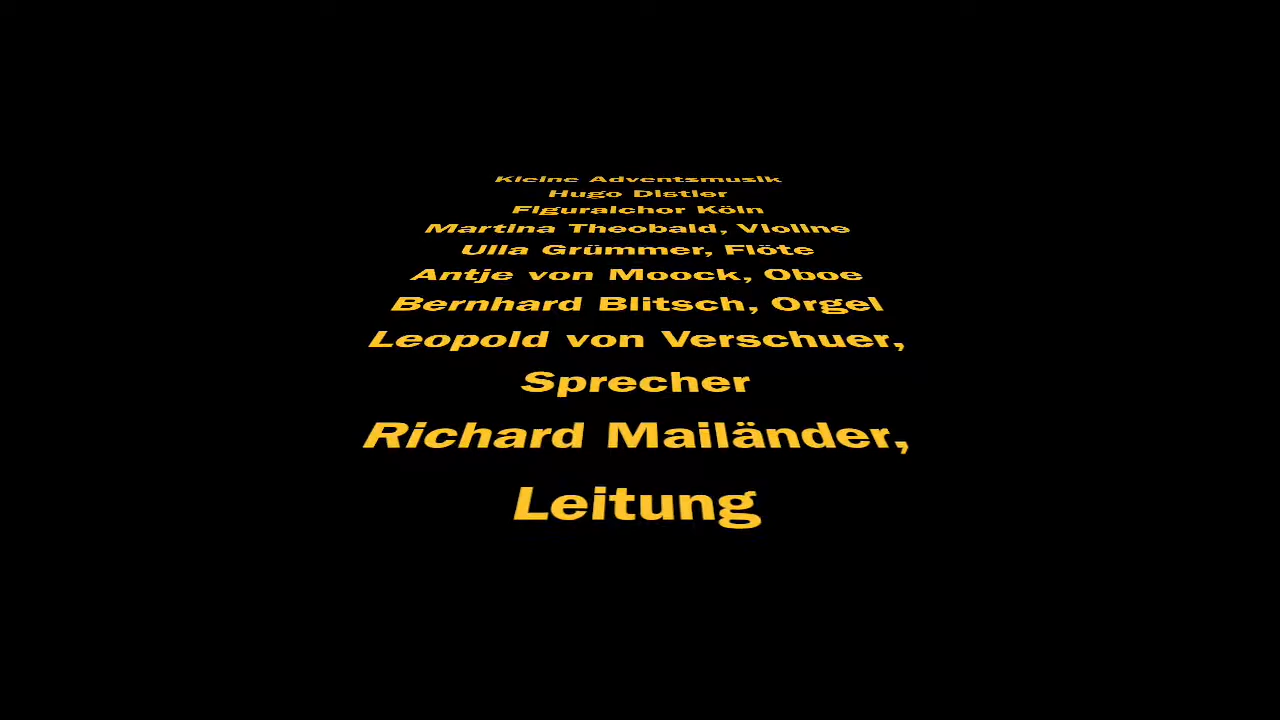 Kleine Adventsmusik
Hugo Distler
Figuralchor Köln
Martina Theobald, Violine
Ulla Grümmer, Flöte
Antje von Moock, Oboe
Bernhard Blitsch, Orgel
Leopold von Verschuer,
Sprecher
Richard Mailänder,
Leitung